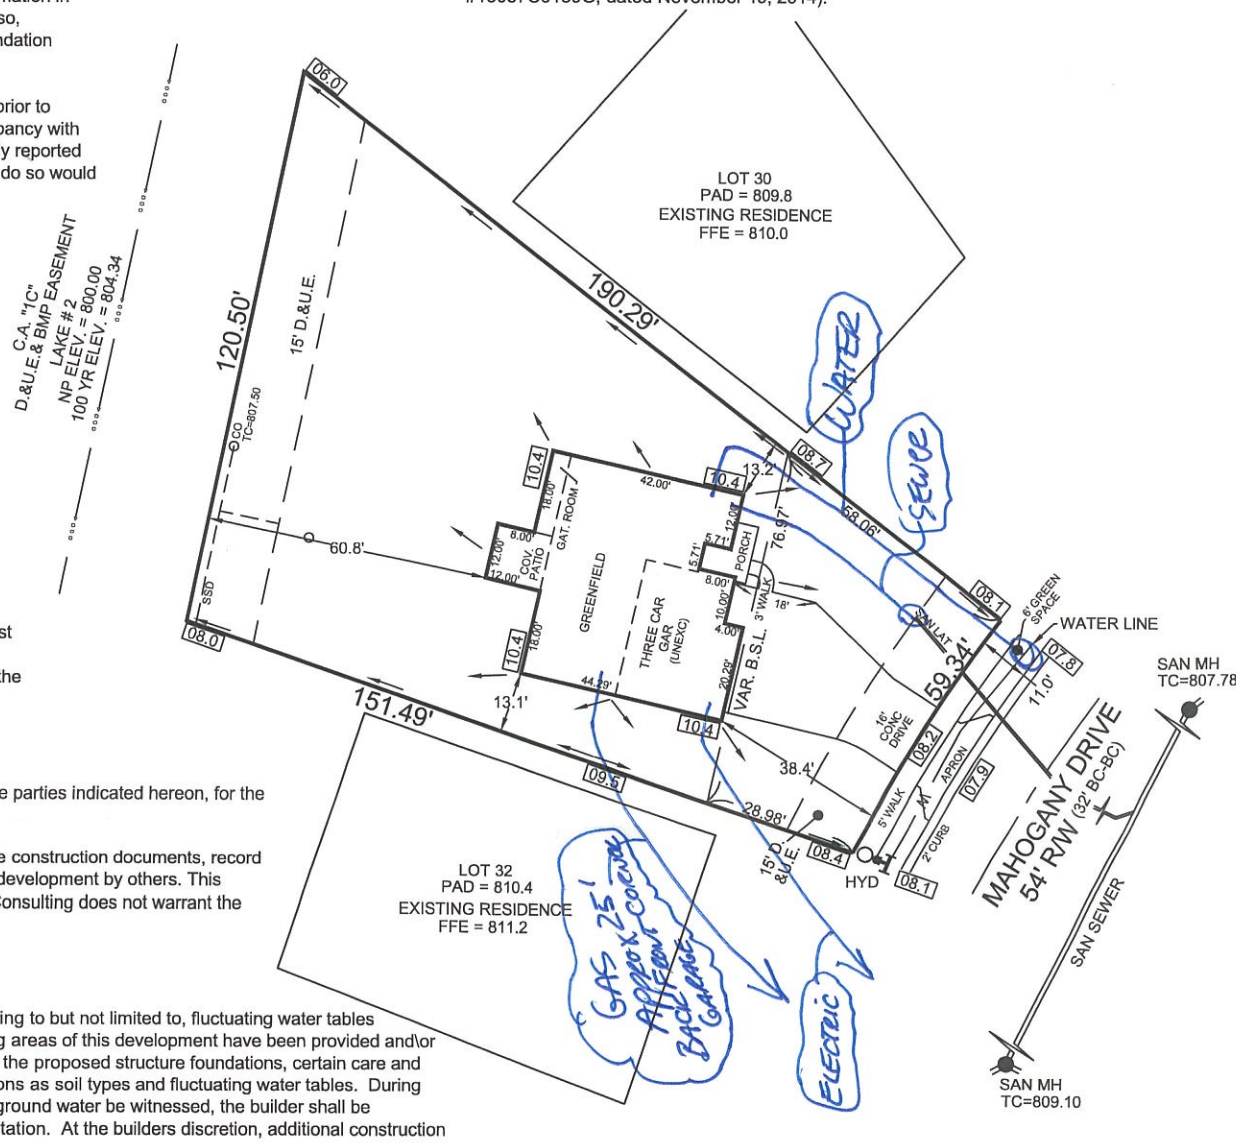 so,
ndation
prior to
pancy with
y reported
do so would
06.0
C.A. "1C"
D.&U.E.& BMP EASEMENT
LAKE # 2
NP ELEV. = 800.00
100 YR ELEV. = 804.34
120.50'
15' D.&U.E.
CO
TC=807.50
SSD
08.0
190.29'
LOT 30
PAD = 809.8
EXISTING RESIDENCE
FFE = 810.0
WATER
SEWER
08.7
58.06'
08.1
10.4
42.00'
10.4
13.2'
18.00'
GAT. ROOM
8.00'
12.00'
COV. PATIO
12.00'
60.8'
GREENFIELD
THREE CAR
GAR
(UNEXC)
12.00'
5.71'
5.71'
PORCH
76.97'
8.00'
10.00'
3' WALK
18'
4.00'
20.29'
VAR. B.S.L.
18.00'
10.4
44.29'
10.4
13.1'
151.49'
09.5
38.4'
28.98'
15' D.
&U.E.
08.4
SAN LAT
59.34'
16'
CONC
DRIVE
08.2
5' WALK
APRON
2' CURB
07.9
08.1
HYD
6' GREEN
SPACE
WATER LINE
07.8
11.0'
MAHOGANY DRIVE
54' R/W (32' BC-BC)
SAN MH
TC=807.78
SAN SEWER
SAN MH
TC=809.10
LOT 32
PAD = 810.4
EXISTING RESIDENCE
FFE = 811.2
GAS 25'
APPROX CORNER
BACK
GARAGE
ELECTRIC
st
the
e parties indicated hereon, for the
e construction documents, record
development by others. This
Consulting does not warrant the
ing to but not limited to, fluctuating water tables
g areas of this development have been provided and\or
the proposed structure foundations, certain care and
ons as soil types and fluctuating water tables. During
ground water be witnessed, the builder shall be
tation. At the builders discretion, additional construction